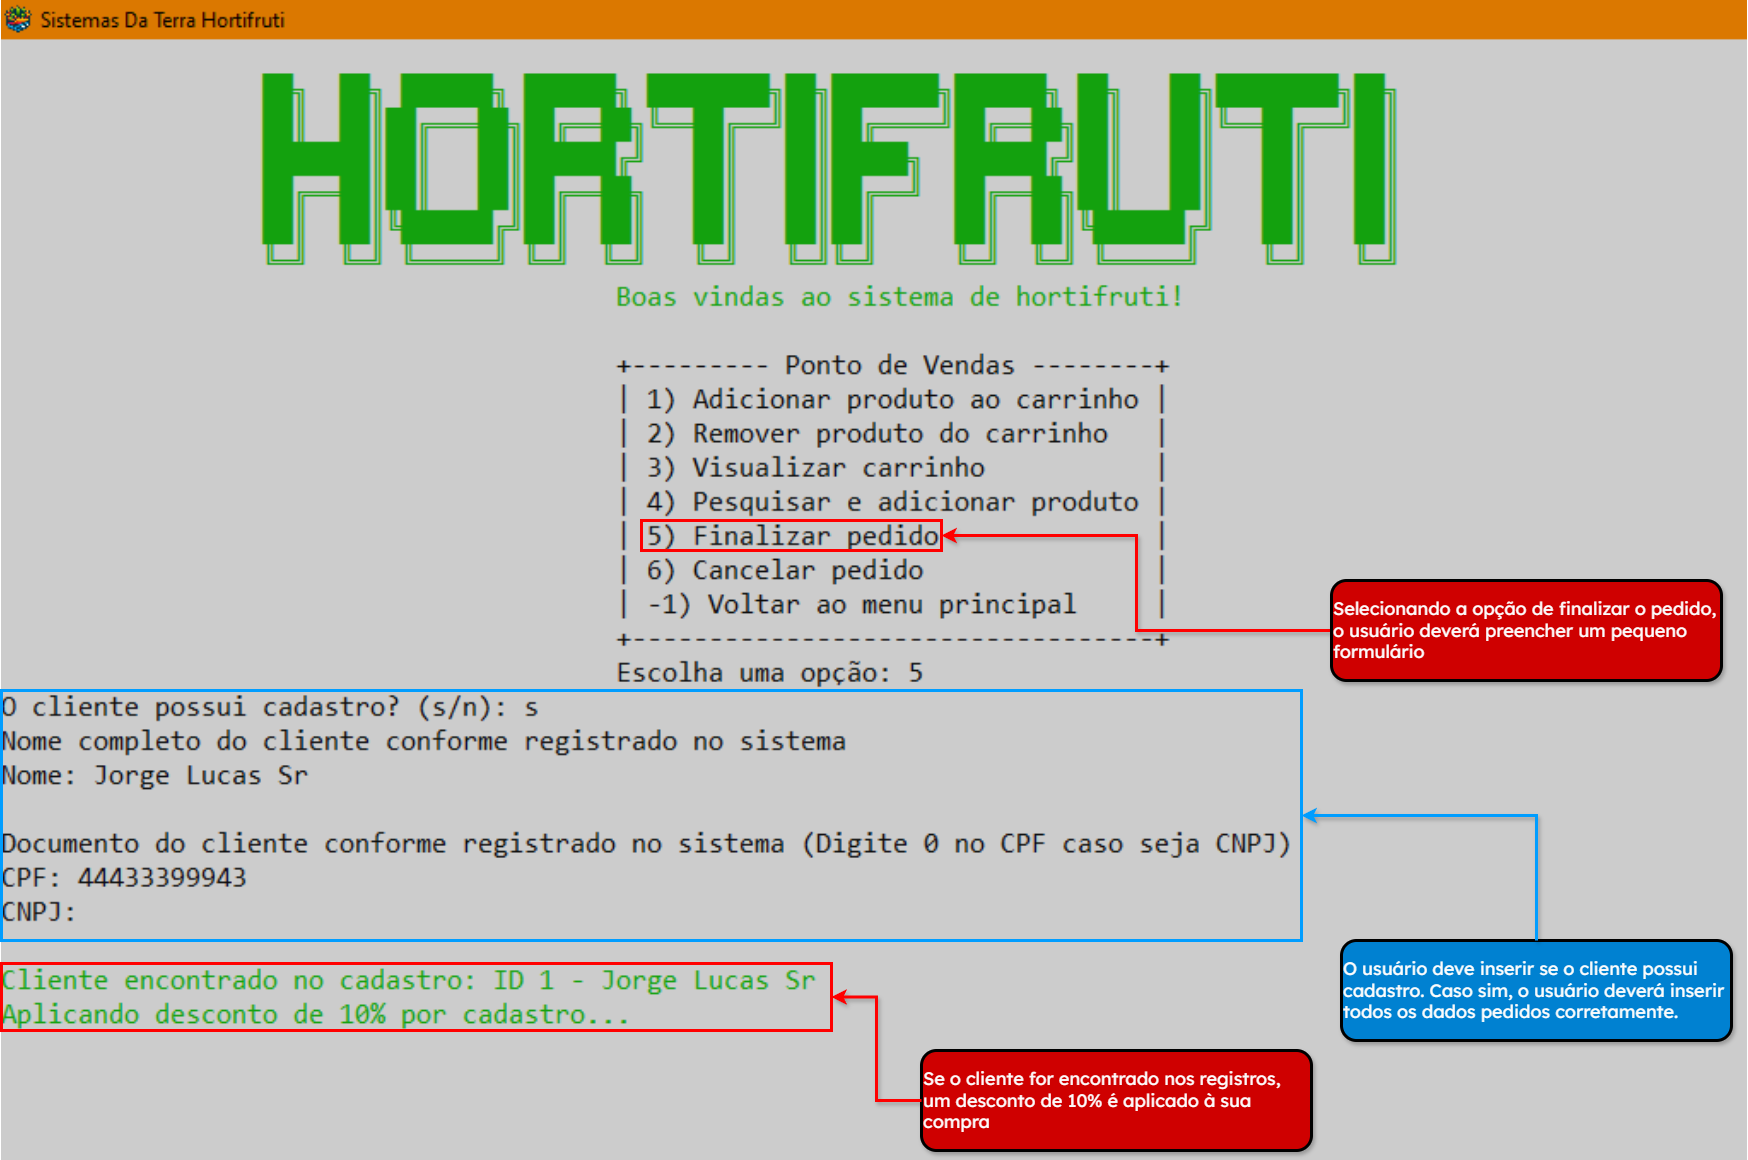 Sistemas Da Terra Hortifruti
HORTIFRUTI
Boas vindas ao sistema de hortifruti!
+--------- Ponto de Vendas --------+
| 1) Adicionar produto ao carrinho |
| 2) Remover produto do carrinho |
| 3) Visualizar carrinho |
| 4) Pesquisar e adicionar produto |
| 5) Finalizar pedido |
| 6) Cancelar pedido |
| -1) Voltar ao menu principal |
+----------------------------------+
Escolha uma opção: 5
Selecionando a opção de finalizar o pedido,
o usuário deverá preencher um pequeno
formulário
O cliente possui cadastro? (s/n): s
Nome completo do cliente conforme registrado no sistema
Nome: Jorge Lucas Sr
Documento do cliente conforme registrado no sistema (Digite 0 no CPF caso seja CNPJ)
CPF: 44433399943
CNPJ:
O usuário deve inserir se o cliente possui
cadastro. Caso sim, o usuário deverá inserir
todos os dados pedidos corretamente.
Cliente encontrado no cadastro: ID 1 - Jorge Lucas Sr
Aplicando desconto de 10% por cadastro...
Se o cliente for encontrado nos registros,
um desconto de 10% é aplicado à sua
compra